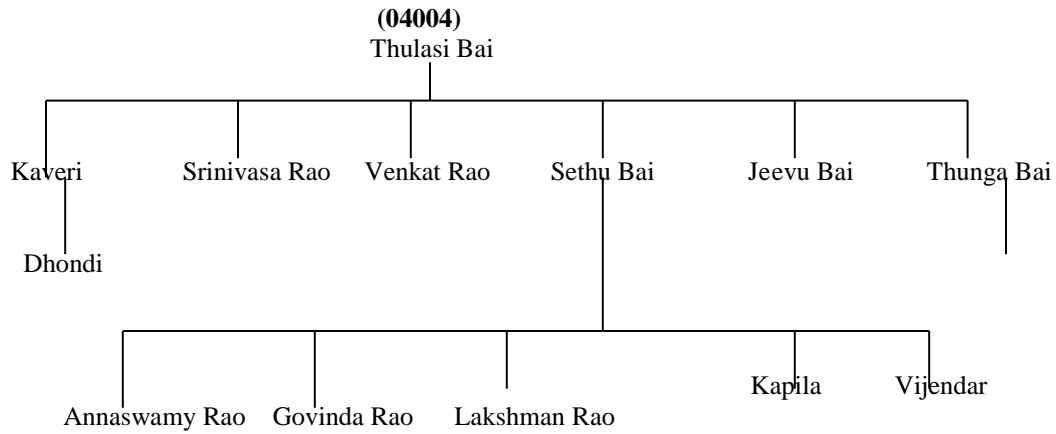 (04004)
Thulasi Bai
Kaveri Srinivasa Rao Venkat Rao Sethu Bai Jeevu Bai Thunga Bai
Dhondi
Kapila Vijendar
Annaswamy Rao Govinda Rao Lakshman Rao